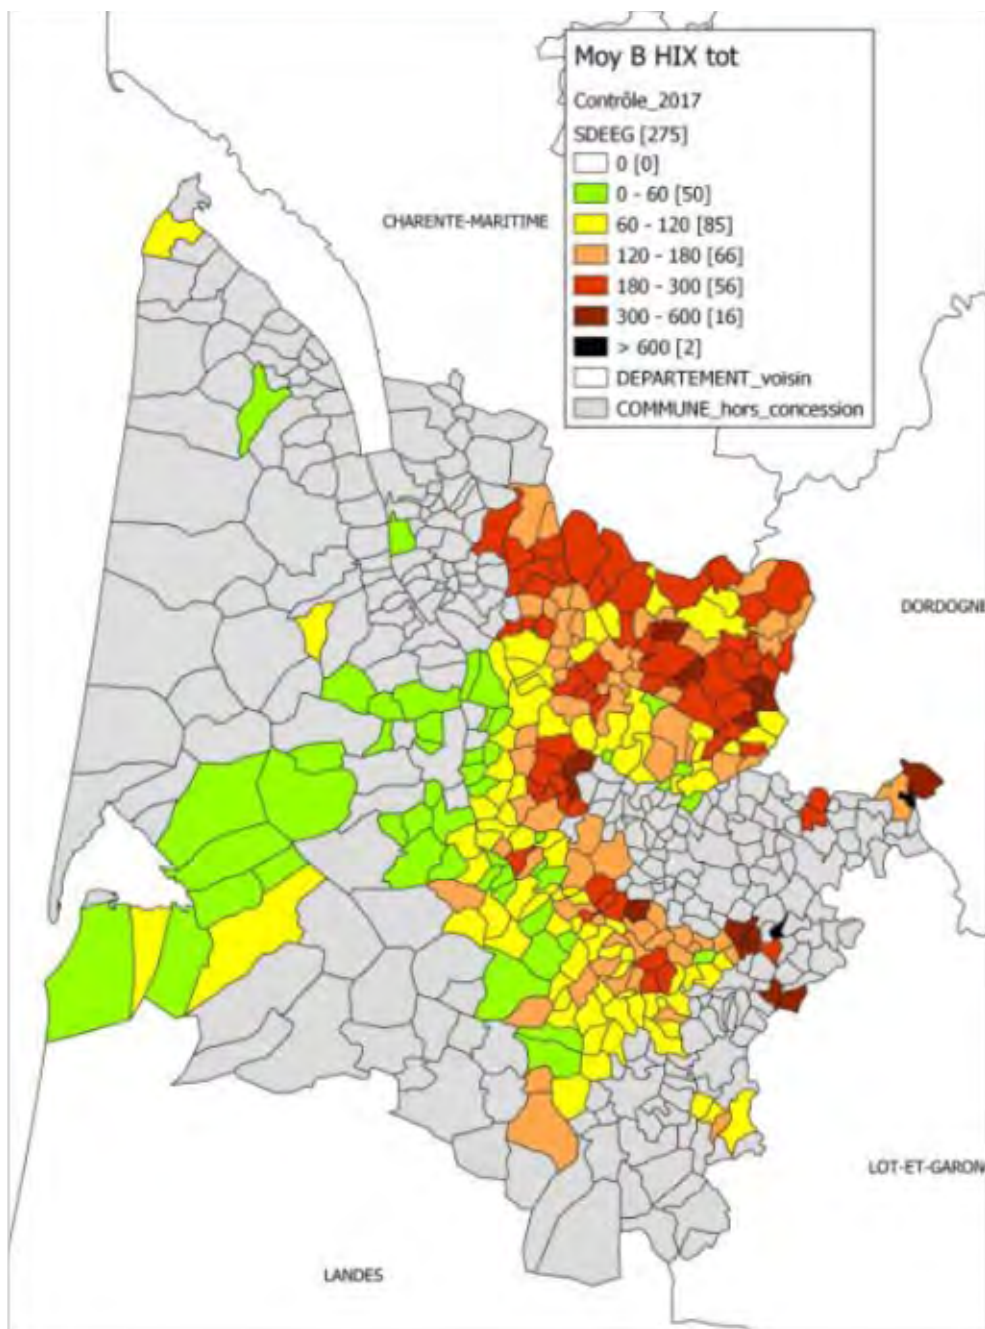 Moy B HIX tot
Contrôle_2017
SDEEG [275]
0 [0]
0 - 60 [50]
60 - 120 [85]
120 - 180 [66]
180 - 300 [56]
300 - 600 [16]
> 600 [2]
DEPARTEMENT_voisin
COMMUNE_hors_concession
CHARENTE-MARITIME
DORDOGNE
LOT-ET-GARON
LANDES